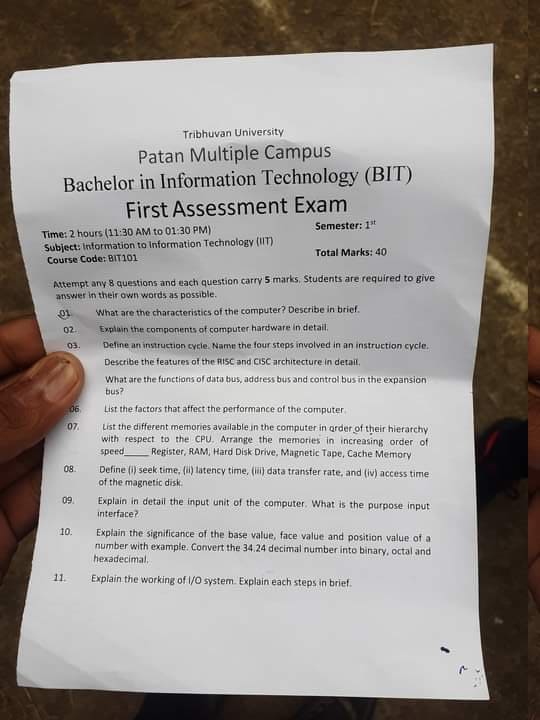 Tribhuvan University
Patan Multiple Campus
Bachelor in Information Technology (BIT)
First Assessment Exam
Time: 2 hours (11:30 AM to 01:30 PM) Semester: 1st
Subject: Information to Information Technology (IIT)
Course Code: BIT101 Total Marks: 40
Attempt any 8 questions and each question carry 5 marks. Students are required to give
answer in their own words as possible.
01. What are the characteristics of the computer? Describe in brief.
02. Explain the components of computer hardware in detail.
03. Define an instruction cycle. Name the four steps involved in an instruction cycle.
Describe the features of the RISC and CISC architecture in detail.
What are the functions of data bus, address bus and control bus in the expansion
bus?
06. List the factors that affect the performance of the computer.
07. List the different memories available in the computer in order of their hierarchy
with respect to the CPU. Arrange the memories in increasing order of
speed_____ Register, RAM, Hard Disk Drive, Magnetic Tape, Cache Memory
08. Define (i) seek time, (ii) latency time, (iii) data transfer rate, and (iv) access time
of the magnetic disk.
09. Explain in detail the input unit of the computer. What is the purpose input
interface?
10. Explain the significance of the base value, face value and position value of a
number with example. Convert the 34.24 decimal number into binary, octal and
hexadecimal.
11. Explain the working of I/O system. Explain each steps in brief.